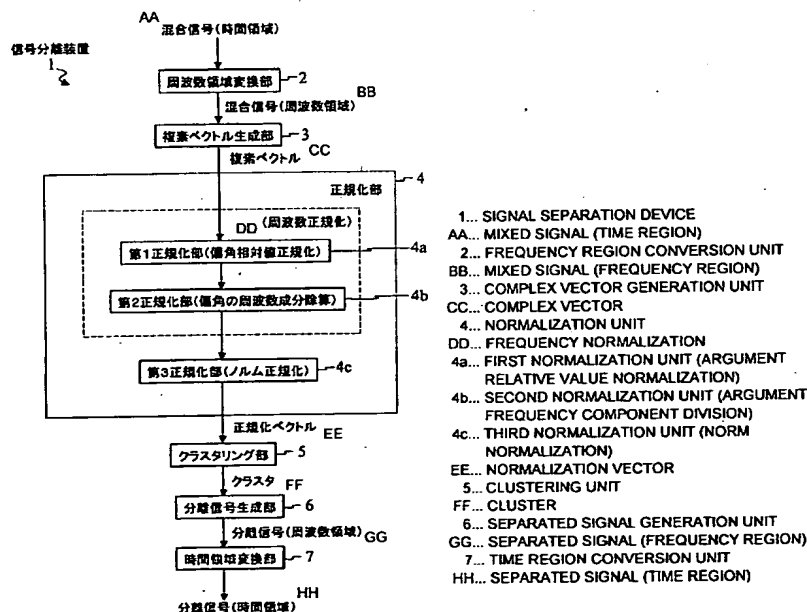 AA
混合信号(時間領域)
信号分離装置
1
周波数領域変換部
2
混合信号(周波数領域)
BB
複素ベクトル生成部
3
複素ベクトル
CC
4
正規化部
DD
(周波数正規化)
第1正規化部(偏角相対値正規化)
4a
第2正規化部(偏角の周波数成分除算)
4b
第3正規化部(ノルム正規化)
4c
正規化ベクトル
EE
クラスタリング部
5
クラスタ
FF
分離信号生成部
6
分離信号(周波数領域)
GG
時間領域変換部
7
HH
分離信号(時間領域)
1... SIGNAL SEPARATION DEVICE
AA... MIXED SIGNAL (TIME REGION)
2... FREQUENCY REGION CONVERSION UNIT
BB... MIXED SIGNAL (FREQUENCY REGION)
3... COMPLEX VECTOR GENERATION UNIT
CC... COMPLEX VECTOR
4... NORMALIZATION UNIT
DD... FREQUENCY NORMALIZATION
4a... FIRST NORMALIZATION UNIT (ARGUMENT
RELATIVE VALUE NORMALIZATION)
4b... SECOND NORMALIZATION UNIT (ARGUMENT
FREQUENCY COMPONENT DIVISION)
4c... THIRD NORMALIZATION UNIT (NORM
NORMALIZATION)
EE... NORMALIZATION VECTOR
5... CLUSTERING UNIT
FF... CLUSTER
6... SEPARATED SIGNAL GENERATION UNIT
GG... SEPARATED SIGNAL (FREQUENCY REGION)
7... TIME REGION CONVERSION UNIT
HH... SEPARATED SIGNAL (TIME REGION)